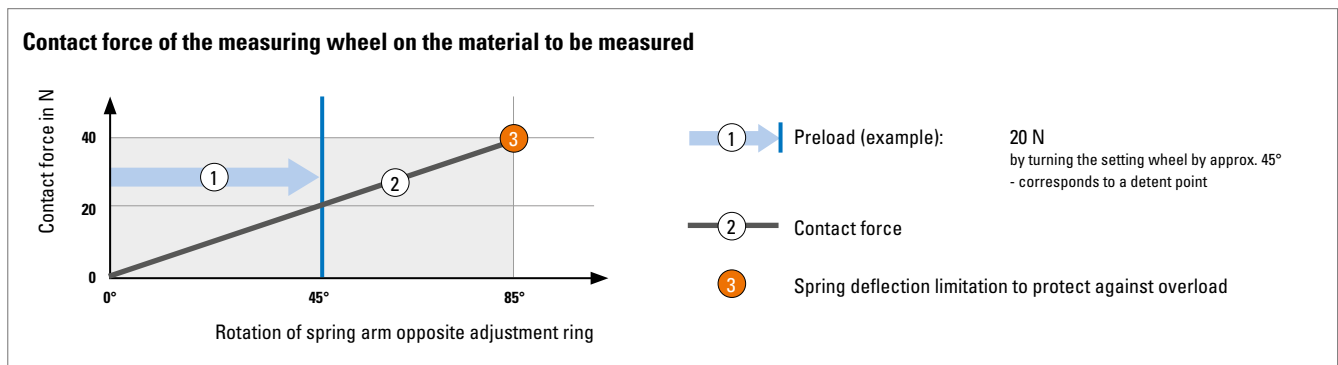 Contact force of the measuring wheel on the material to be measured
Contact force in N
40
20
0
0°
45°
85°
1
2
3
Rotation of spring arm opposite adjustment ring
1 Preload (example): 20 N
by turning the setting wheel by approx. 45°
- corresponds to a detent point
2 Contact force
3 Spring deflection limitation to protect against overload